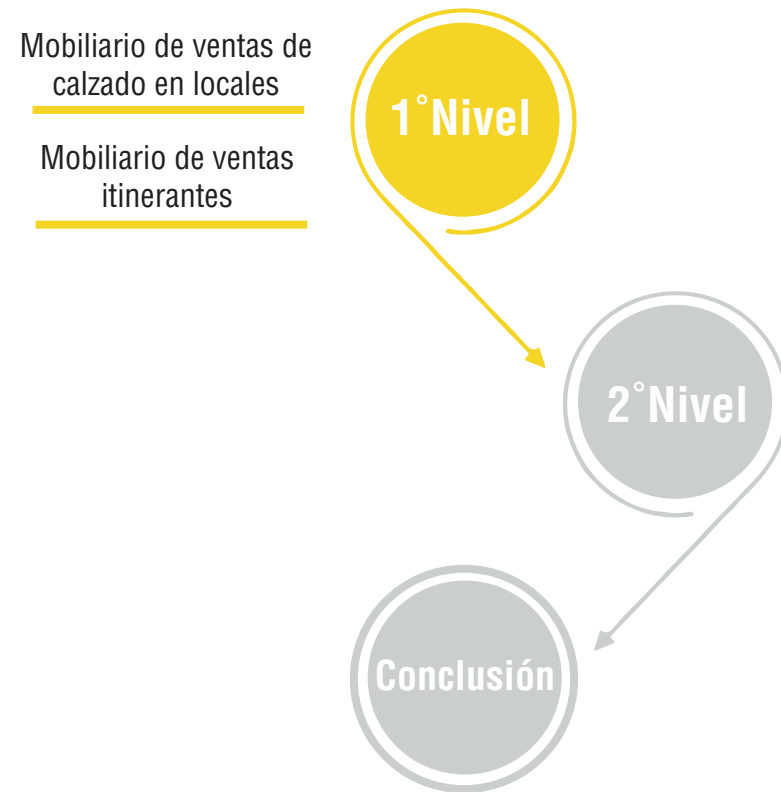 Mobiliario de ventas de
calzado en locales
Mobiliario de ventas
itinerantes
1°Nivel
2°Nivel
Conclusión